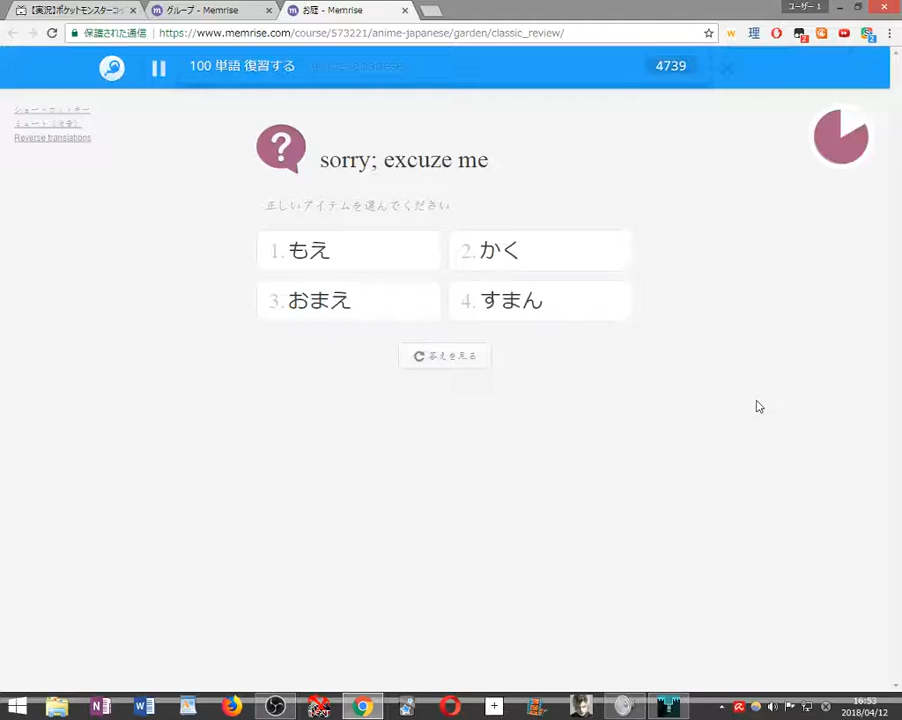 【実況】ポケットモンスターコ
グループ - Memrise
Memrise
ユーザー 1
保護された通信
https://www.memrise.com/course/573221/anime-japanese/garden/classic_review/
100 単語 復習する
4739
Reverse translations
?
sorry; excuze me
正しいアイテムを選んでください
1. もえ
2. かく
3. おまえ
4. すまん
答えを見る
16:53
2018/04/12